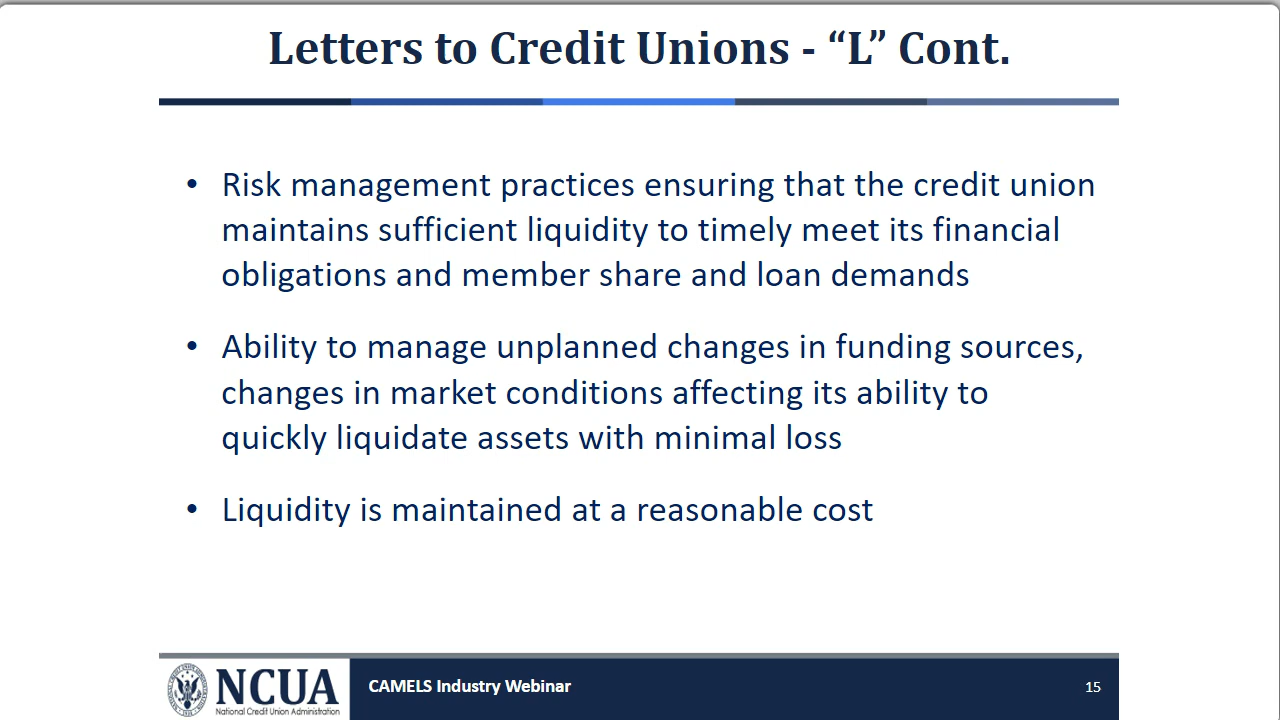 Letters to Credit Unions - “L” Cont.
• Risk management practices ensuring that the credit union
maintains sufficient liquidity to timely meet its financial
obligations and member share and loan demands
• Ability to manage unplanned changes in funding sources,
changes in market conditions affecting its ability to
quickly liquidate assets with minimal loss
• Liquidity is maintained at a reasonable cost
NCUA
National Credit Union Administration
CAMELS Industry Webinar
15